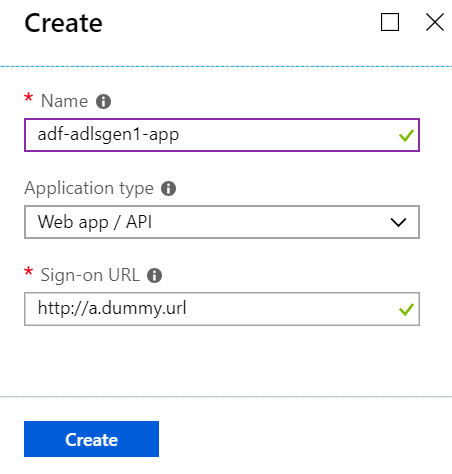 Create
* Name
adf-adlsgen1-app
Application type
Web app / API
* Sign-on URL
http://a.dummy.url
Create